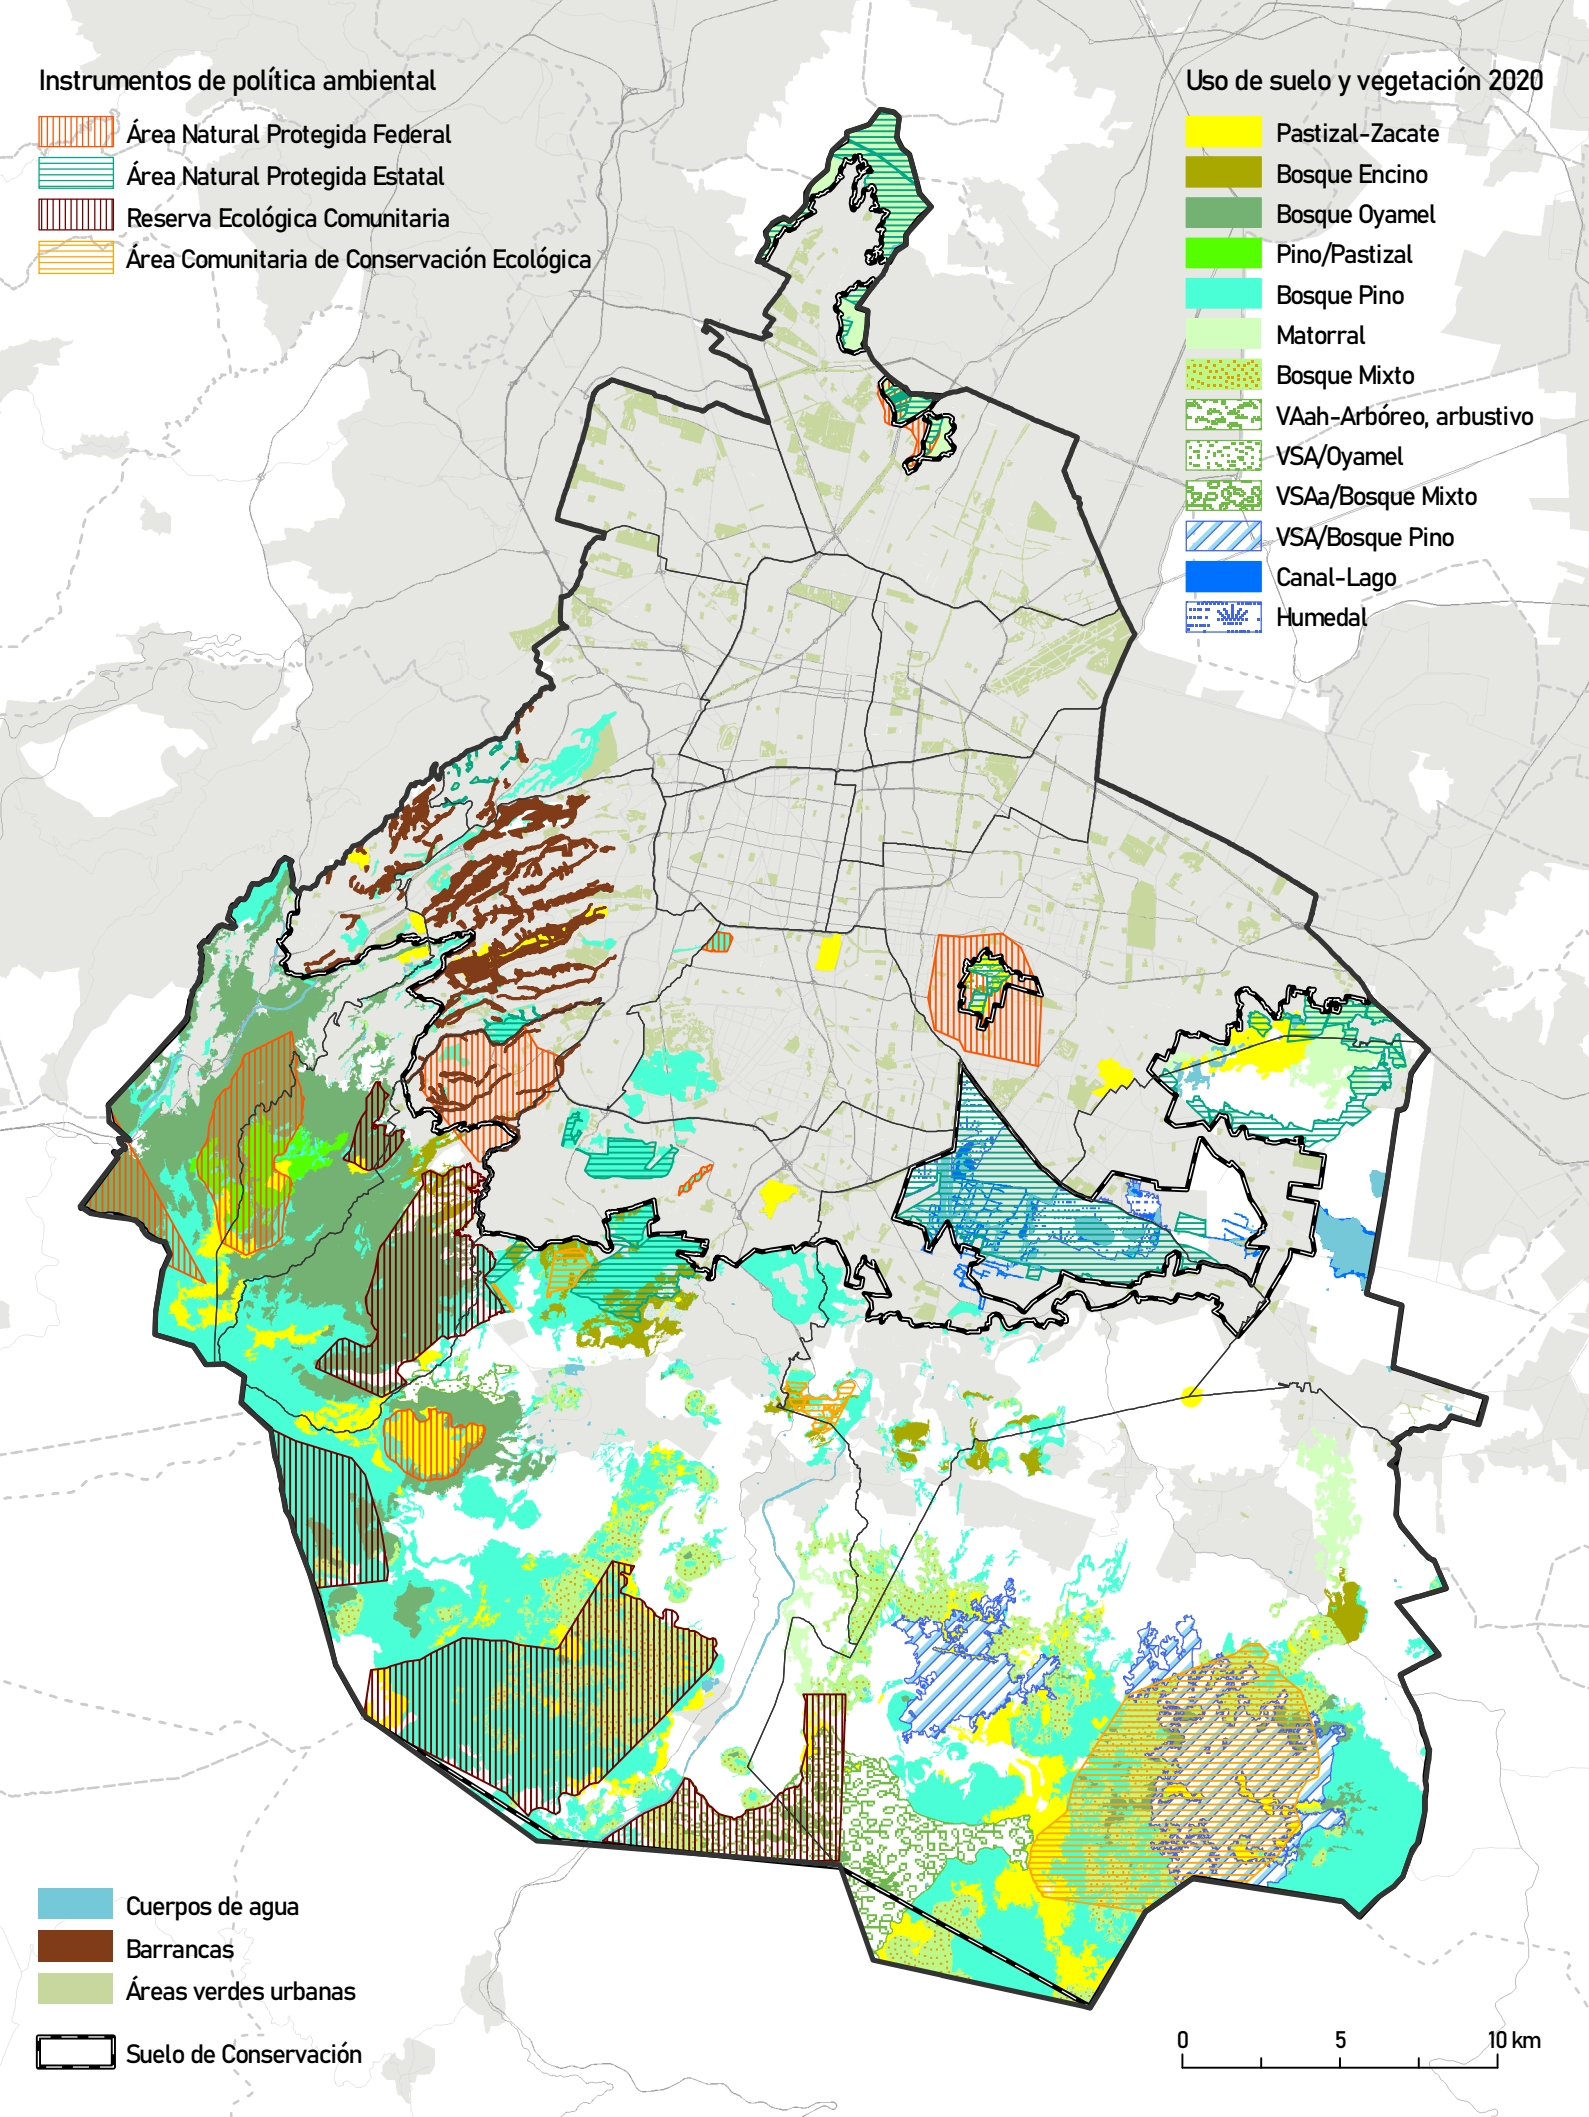 Instrumentos de política ambiental
Área Natural Protegida Federal
Área Natural Protegida Estatal
Reserva Ecológica Comunitaria
Área Comunitaria de Conservación Ecológica
Uso de suelo y vegetación 2020
Pastizal-Zacate
Bosque Encino
Bosque Oyamel
Pino/Pastizal
Bosque Pino
Matorral
Bosque Mixto
VAah-Arbóreo, arbustivo
VSA/Oyamel
VSAa/Bosque Mixto
VSA/Bosque Pino
Canal-Lago
Humedal
Cuerpos de agua
Barrancas
Áreas verdes urbanas
Suelo de Conservación
0 5 10 km